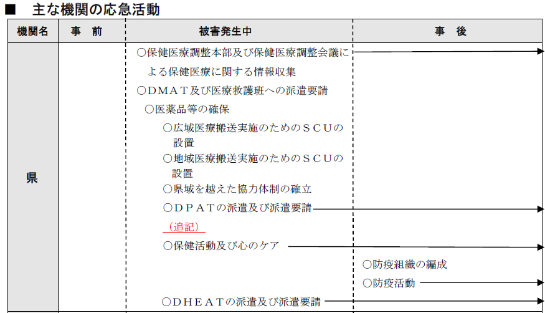 ■ 主な機関の応急活動
機関名 事 前 被害発生中 事 後
県
○保健医療調整本部及び保健医療調整会議に
よる保健医療に関する情報収集
○DMAT及び医療救護班への派遣要請
○医薬品等の確保
○広域医療搬送実施のためのSCUの
設置
○地域医療搬送実施のためのSCUの
設置
○県域を越えた協力体制の確立
○DPATの派遣及び派遣要請
(追記)
○保健活動及び心のケア
○防疫組織の編成
○防疫活動
○DHEATの派遣及び派遣要請